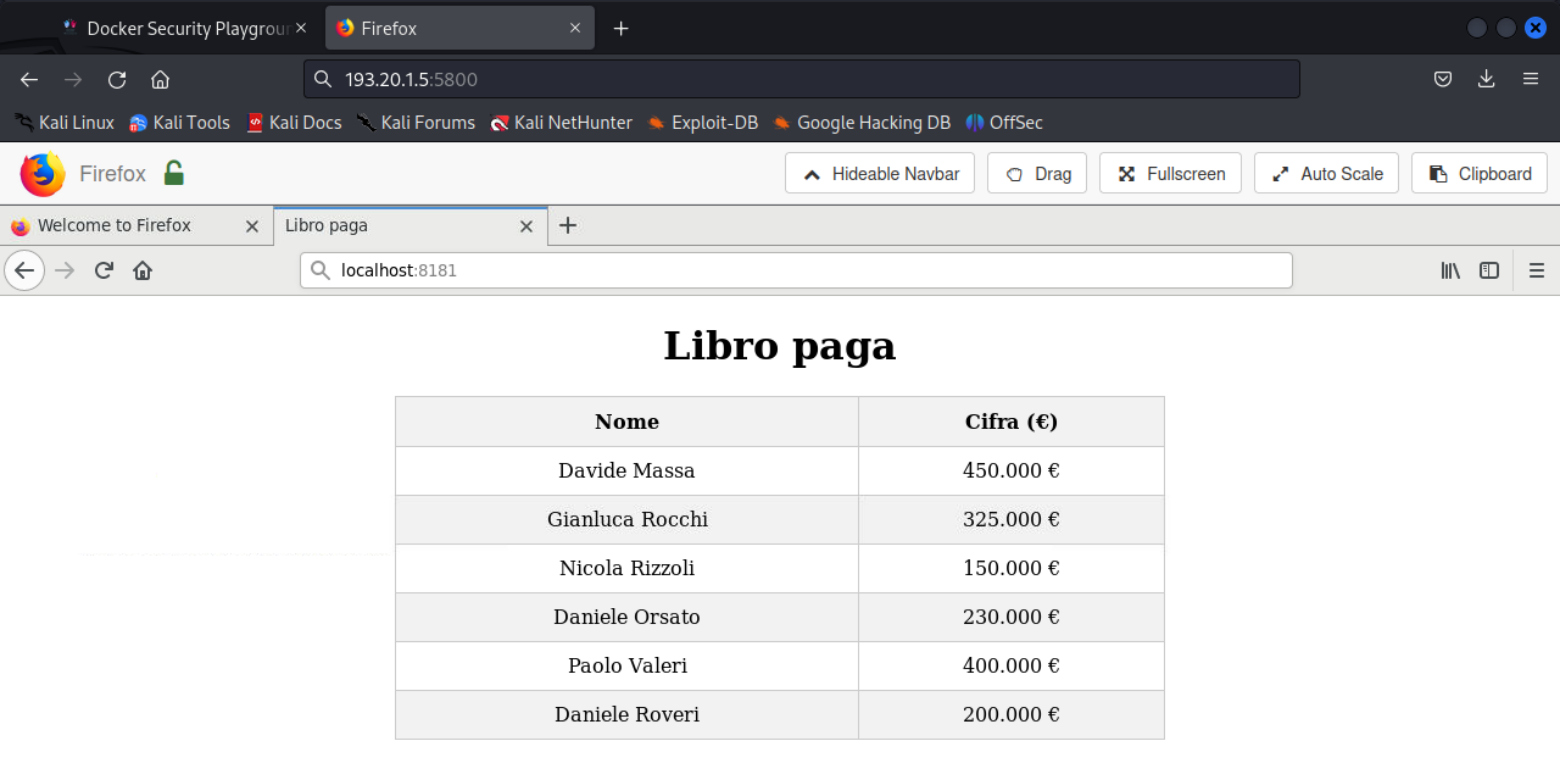 Docker Security Playgroun
Firefox
193.20.1.5:5800
Kali Linux Kali Tools Kali Docs Kali Forums Kali NetHunter Exploit-DB Google Hacking DB OffSec
Firefox Hideable Navbar Drag Fullscreen Auto Scale Clipboard
Welcome to Firefox Libro paga
localhost:8181
Libro paga
Nome Cifra (€)
Davide Massa 450.000 €
Gianluca Rocchi 325.000 €
Nicola Rizzoli 150.000 €
Daniele Orsato 230.000 €
Paolo Valeri 400.000 €
Daniele Roveri 200.000 €